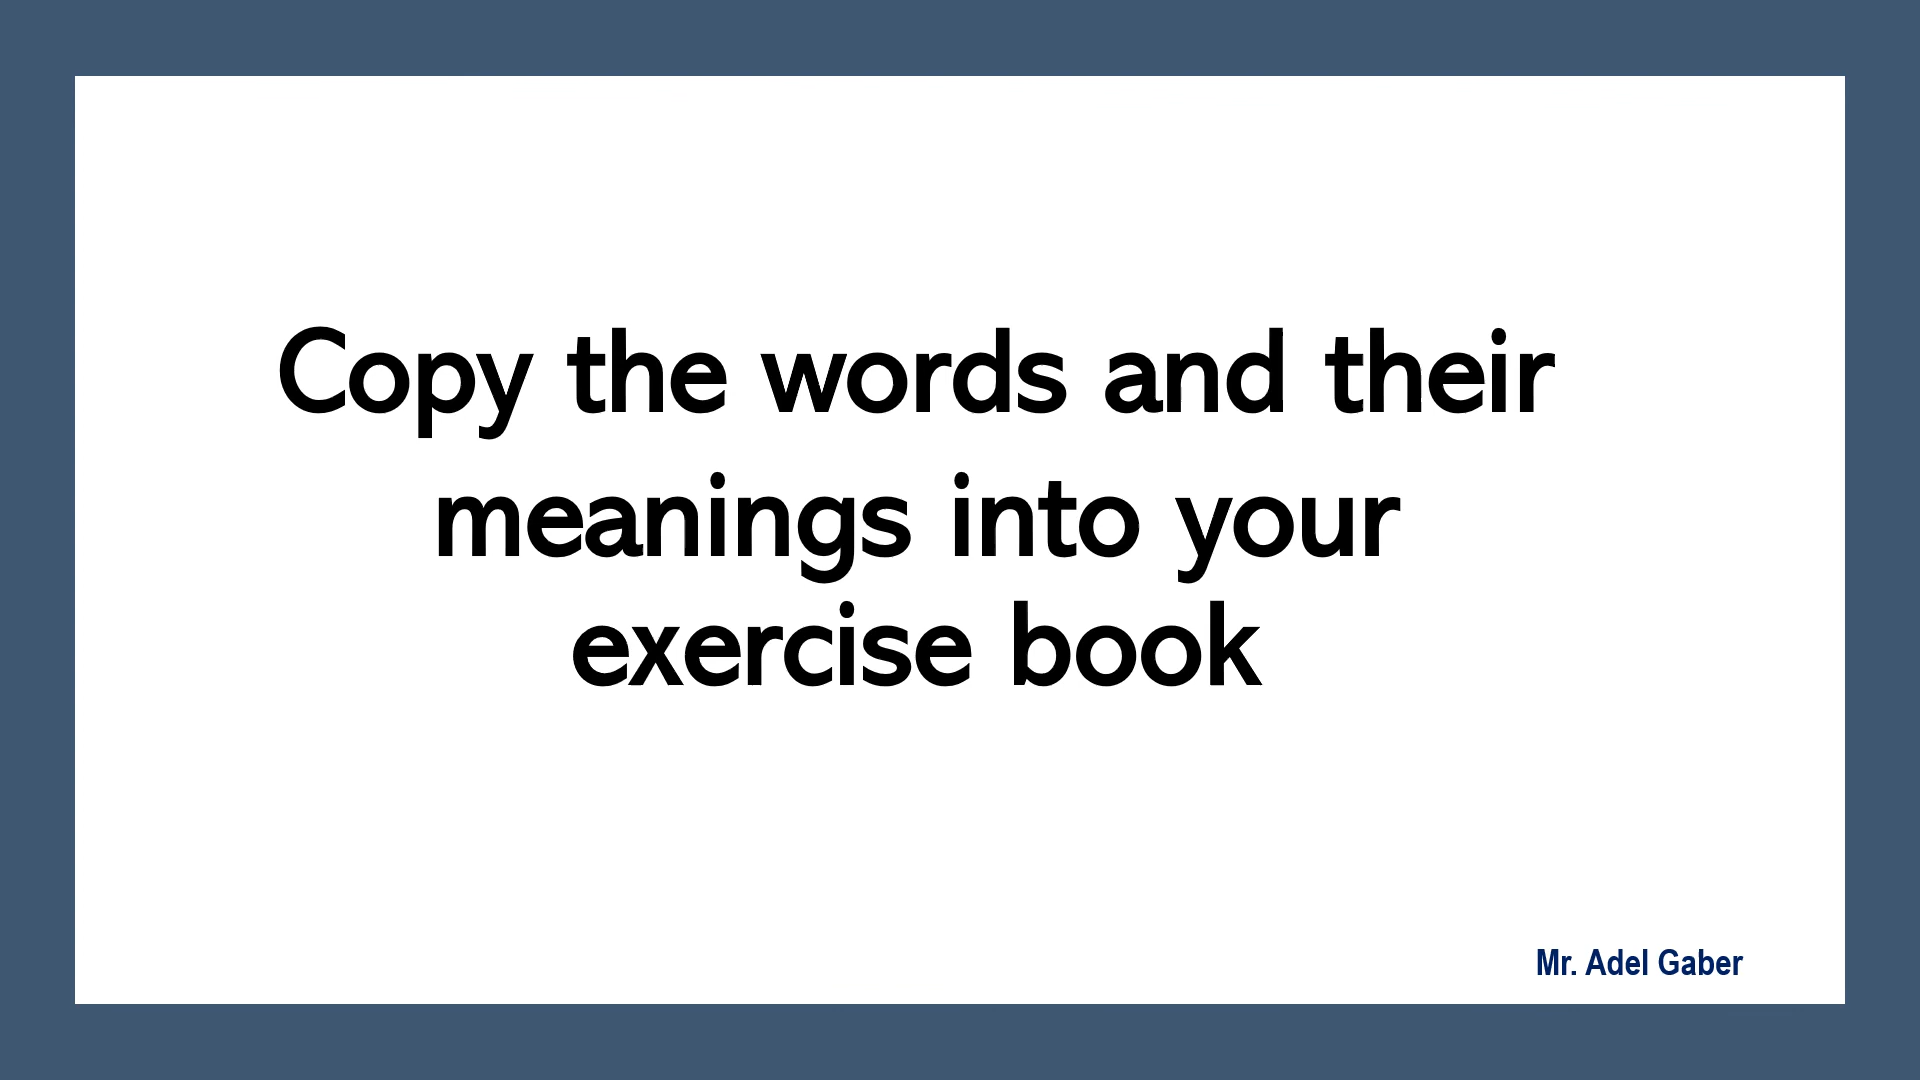 Copy the words and their
meanings into your
exercise book
Mr. Adel Gaber